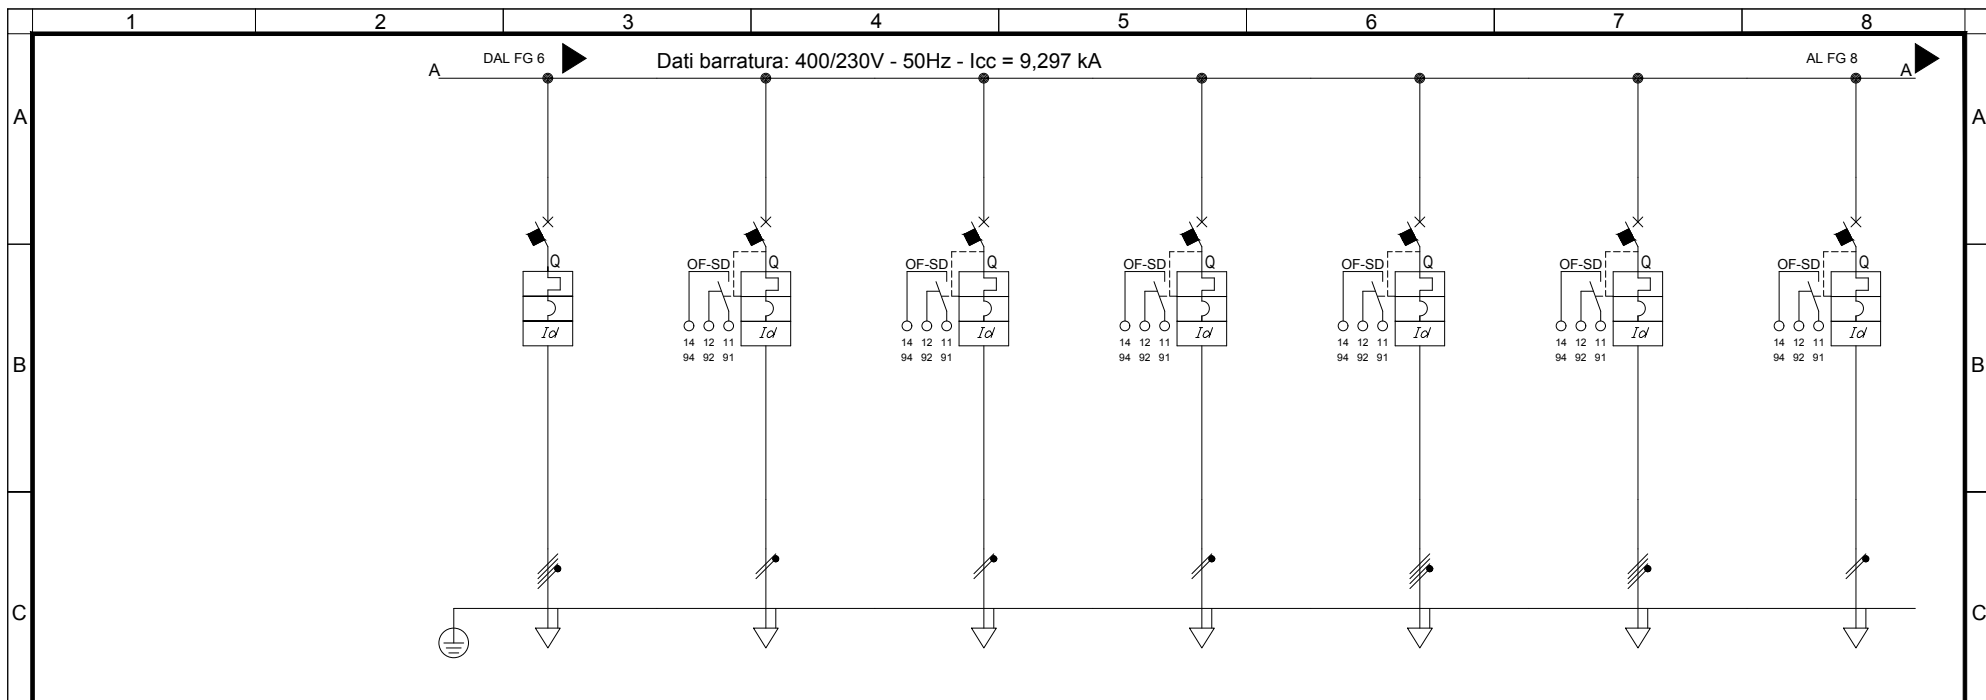 1 2 3 4 5 6 7 8
DAL FG 6 Dati barratura: 400/230V - 50Hz - Icc = 9,297 kA AL FG 8
A A
A A
Q OF-SD Q OF-SD Q OF-SD Q OF-SD Q OF-SD Q OF-SD Q
Id Id Id Id Id Id Id
14 12 11 14 12 11 14 12 11 14 12 11 14 12 11 14 12 11
94 92 91 94 92 91 94 92 91 94 92 91 94 92 91 94 92 91
B B
C C